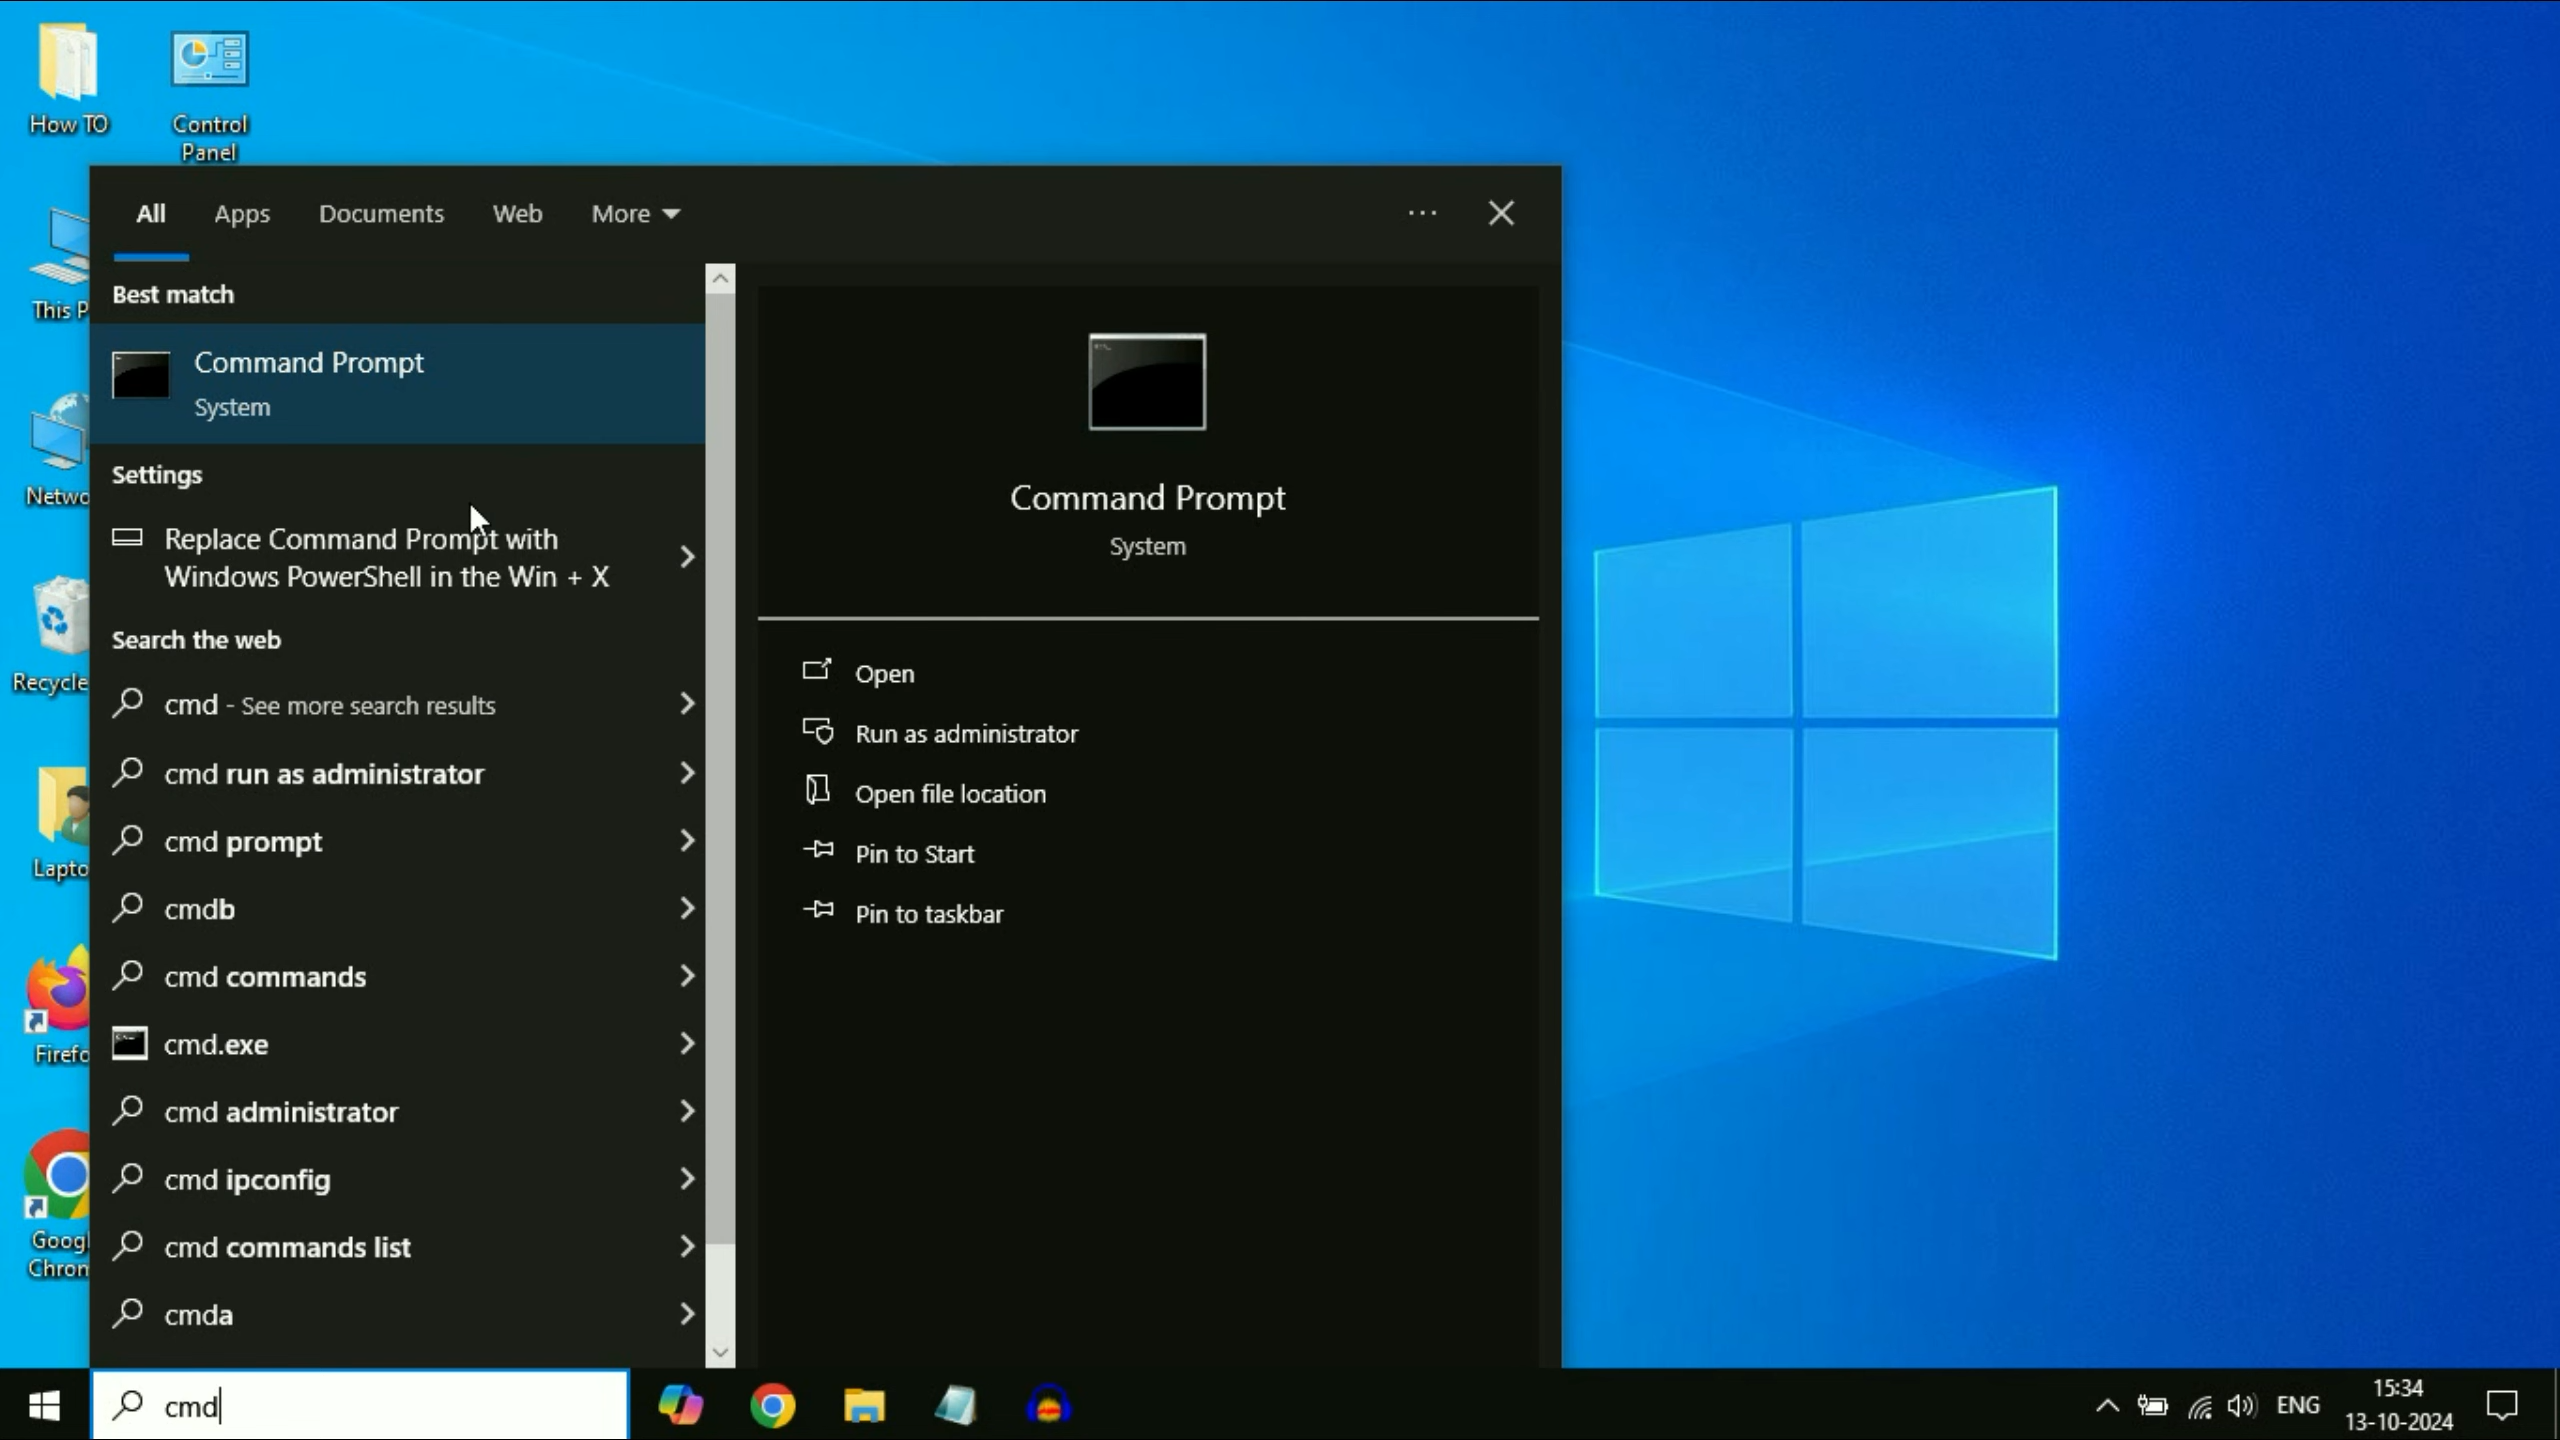 How TO
Control
Panel
This P
Netwo
Recycle
Lapto
Firefo
Googl
Chrom
All
Apps
Documents
Web
More
Best match
Command Prompt
System
Settings
Replace Command Prompt with
Windows PowerShell in the Win + X
Search the web
cmd - See more search results
cmd run as administrator
cmd prompt
cmdb
cmd commands
cmd.exe
cmd administrator
cmd ipconfig
cmd commands list
cmda
Command Prompt
System
Open
Run as administrator
Open file location
Pin to Start
Pin to taskbar
cmd
ENG
15:34
13-10-2024